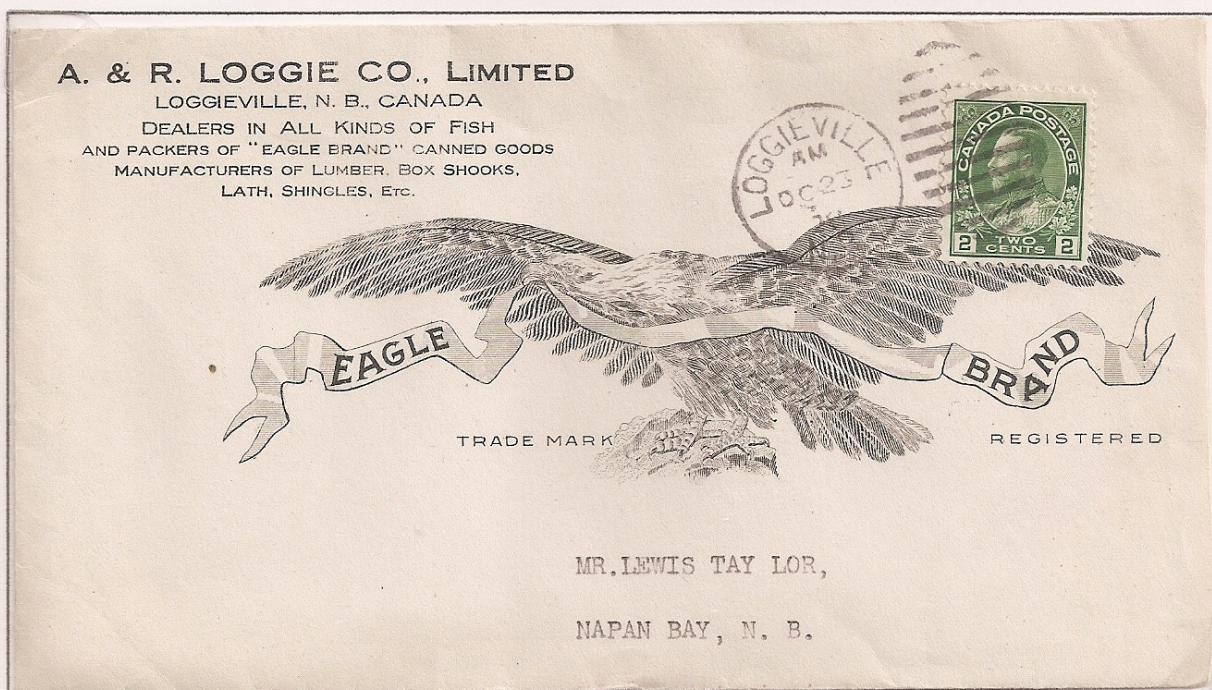 A. & R. LOGGIE CO., LIMITED
LOGGIEVILLE, N. B., CANADA
DEALERS IN ALL KINDS OF FISH
AND PACKERS OF "EAGLE BRAND" CANNED GOODS
MANUFACTURERS OF LUMBER, BOX SHOOKS,
LATH, SHINGLES, ETC.
LOGGIEVILLE
AM
OC 23
CANADA POSTAGE
2 TWO CENTS 2
EAGLE BRAND
TRADE MARK REGISTERED
MR.LEWIS TAY LOR,
NAPAN BAY, N. B.